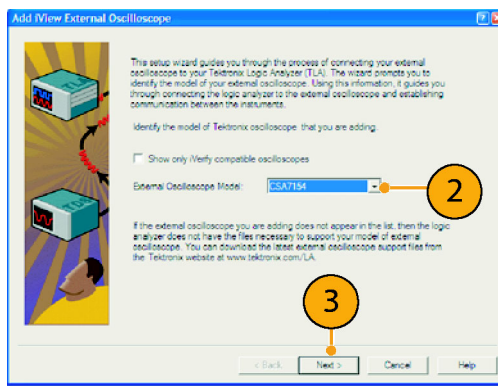 Add iView External Oscilloscope
This setup wizard guides you through the process of connecting your external
oscilloscope to your Tektronix Logic Analyzer (TLA). The wizard prompts you to
identify the model of your external oscilloscope. Using this information, it guides you
through connecting the logic analyzer to the external oscilloscope and establishing
communication between the instruments.
Identify the model of Tektronix oscilloscope that you are adding.
Show only iVerify compatible oscilloscopes
External Oscilloscope Model: CSA7154
2
If the external oscilloscope you are adding does not appear in the list, then the logic
analyzer does not have the files necessary to support your model of external
oscilloscope. You can download the latest external oscilloscope support files from
the Tektronix website at www.tektronix.com/LA.
3
< Back Next > Cancel Help
TLA
TDS